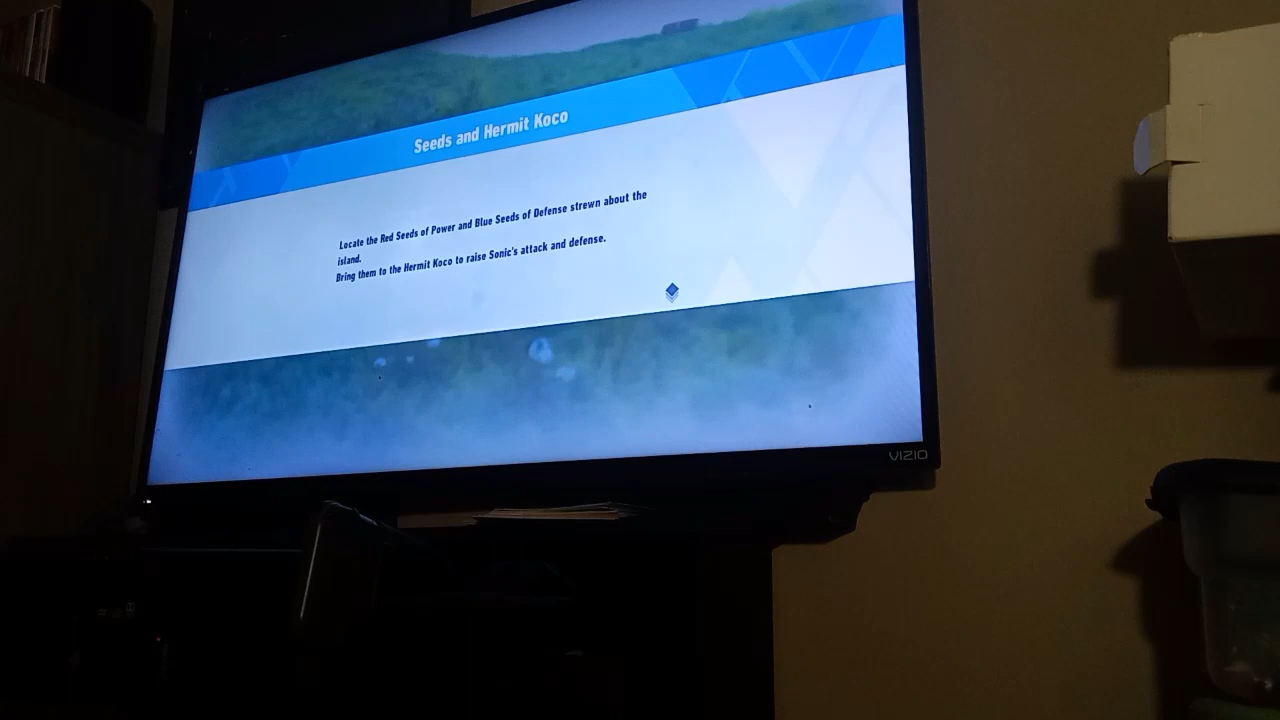 Seeds and Hermit Koco
Locate the Red Seeds of Power and Blue Seeds of Defense strewn about the
island.
Bring them to the Hermit Koco to raise Sonic's attack and defense.
VIZIO